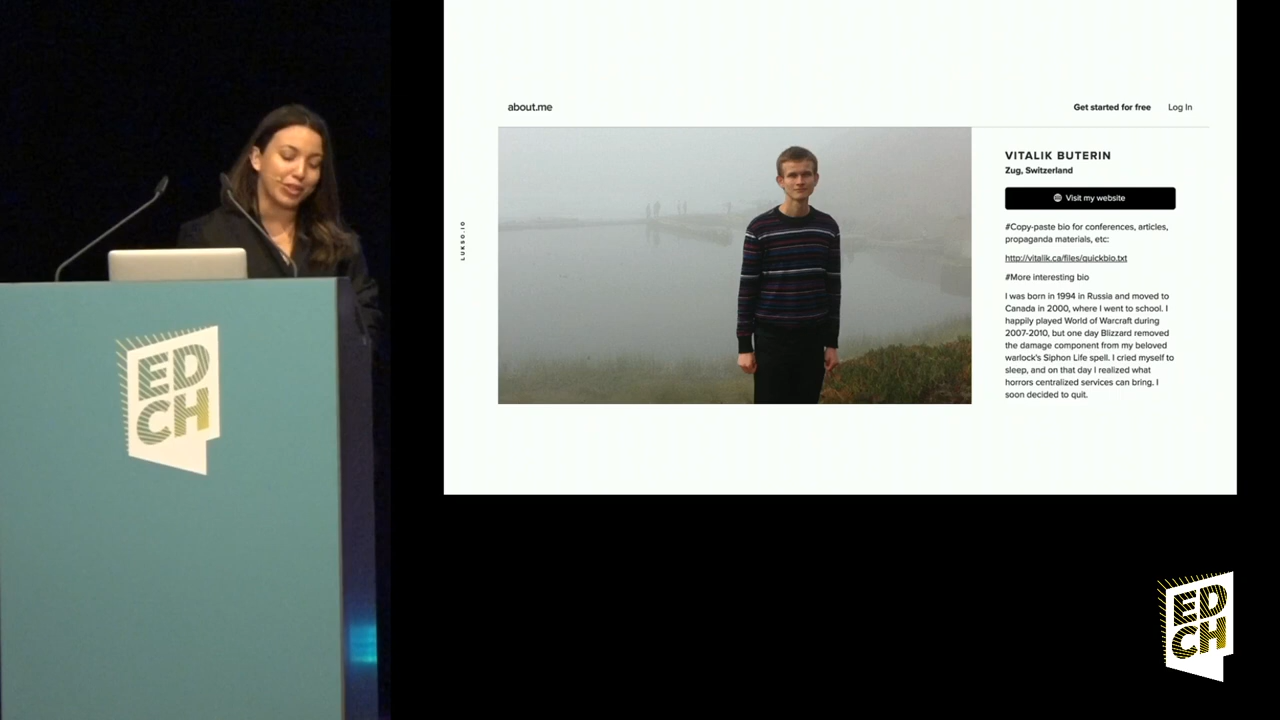 about.me
Get started for free
Log In
VITALIK BUTERIN
Zug, Switzerland
Visit my website
#Copy-paste bio for conferences, articles,
propaganda materials, etc:
http://vitalik.ca/files/quickbio.txt
#More interesting bio
I was born in 1994 in Russia and moved to
Canada in 2000, where I went to school. I
happily played World of Warcraft during
2007-2010, but one day Blizzard removed
the damage component from my beloved
warlock's Siphon Life spell. I cried myself to
sleep, and on that day I realized what
horrors centralized services can bring. I
soon decided to quit.
LUKSO.IO
ED
CH
ED
CH